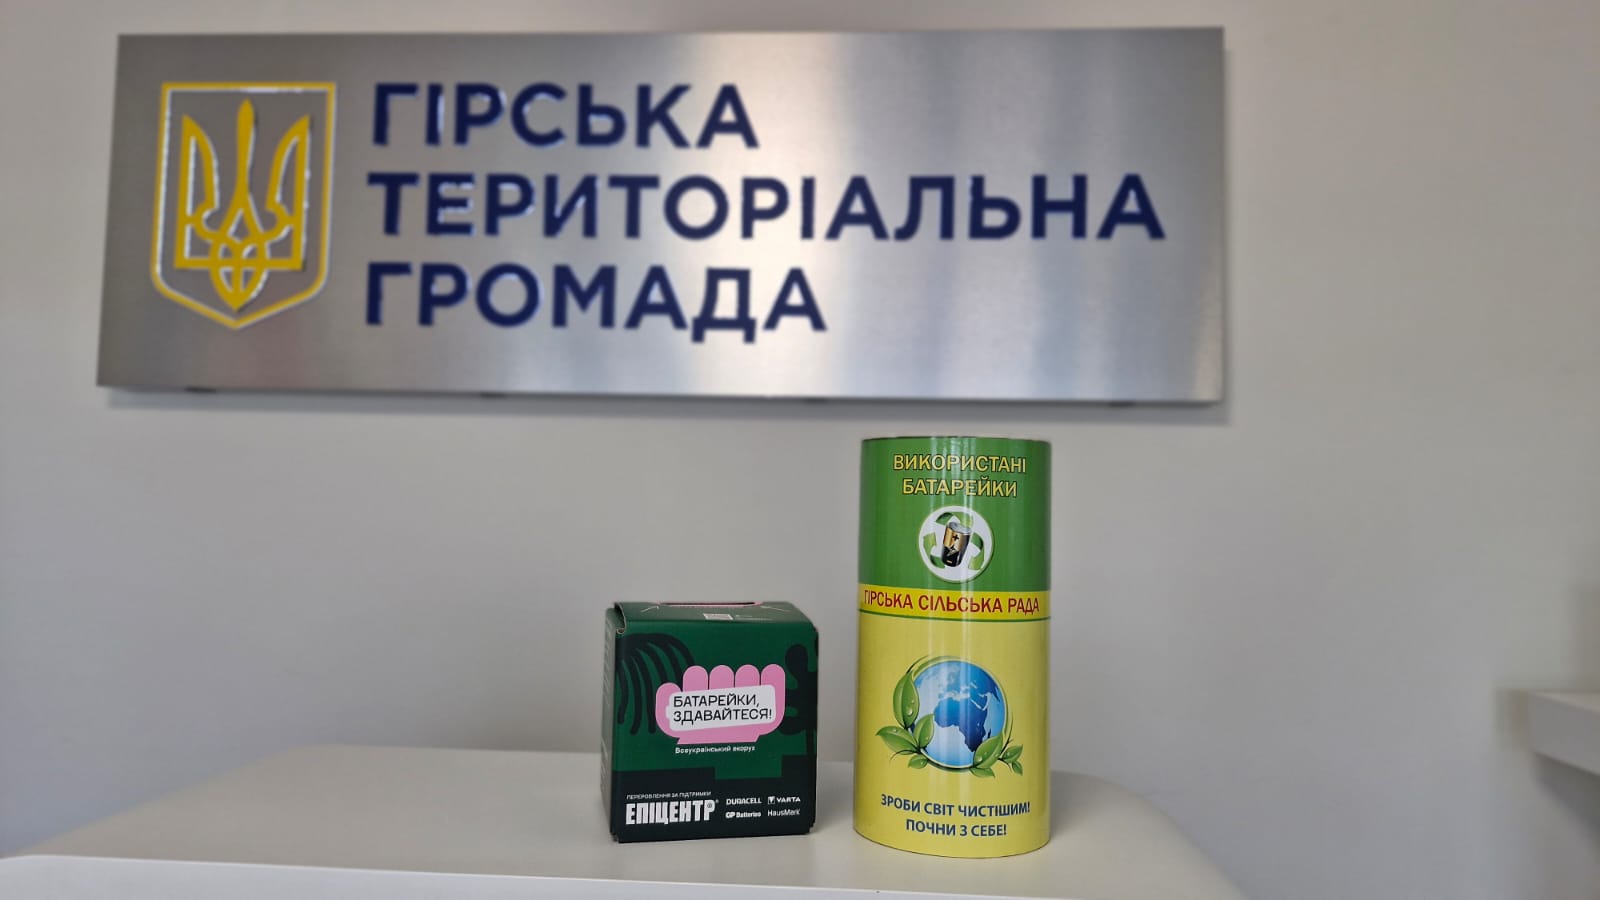 ГІРСЬКА
ТЕРИТОРІАЛЬНА
ГРОМАДА
ВИКОРИСТАНІ
БАТАРЕЙКИ
ГІРСЬКА СІЛЬСЬКА РАДА
ЗРОБИ СВІТ ЧИСТІШИМ!
ПОЧНИ З СЕБЕ!
БАТАРЕЙКИ,
ЗДАВАЙТЕСЯ!
Всеукраїнський екорух
ПЕРЕРОБЛЕННЯ ЗА ПІДТРИМКИ
ЕПІЦЕНТР®
DURACELL VARTA
GP Batteries HausMark